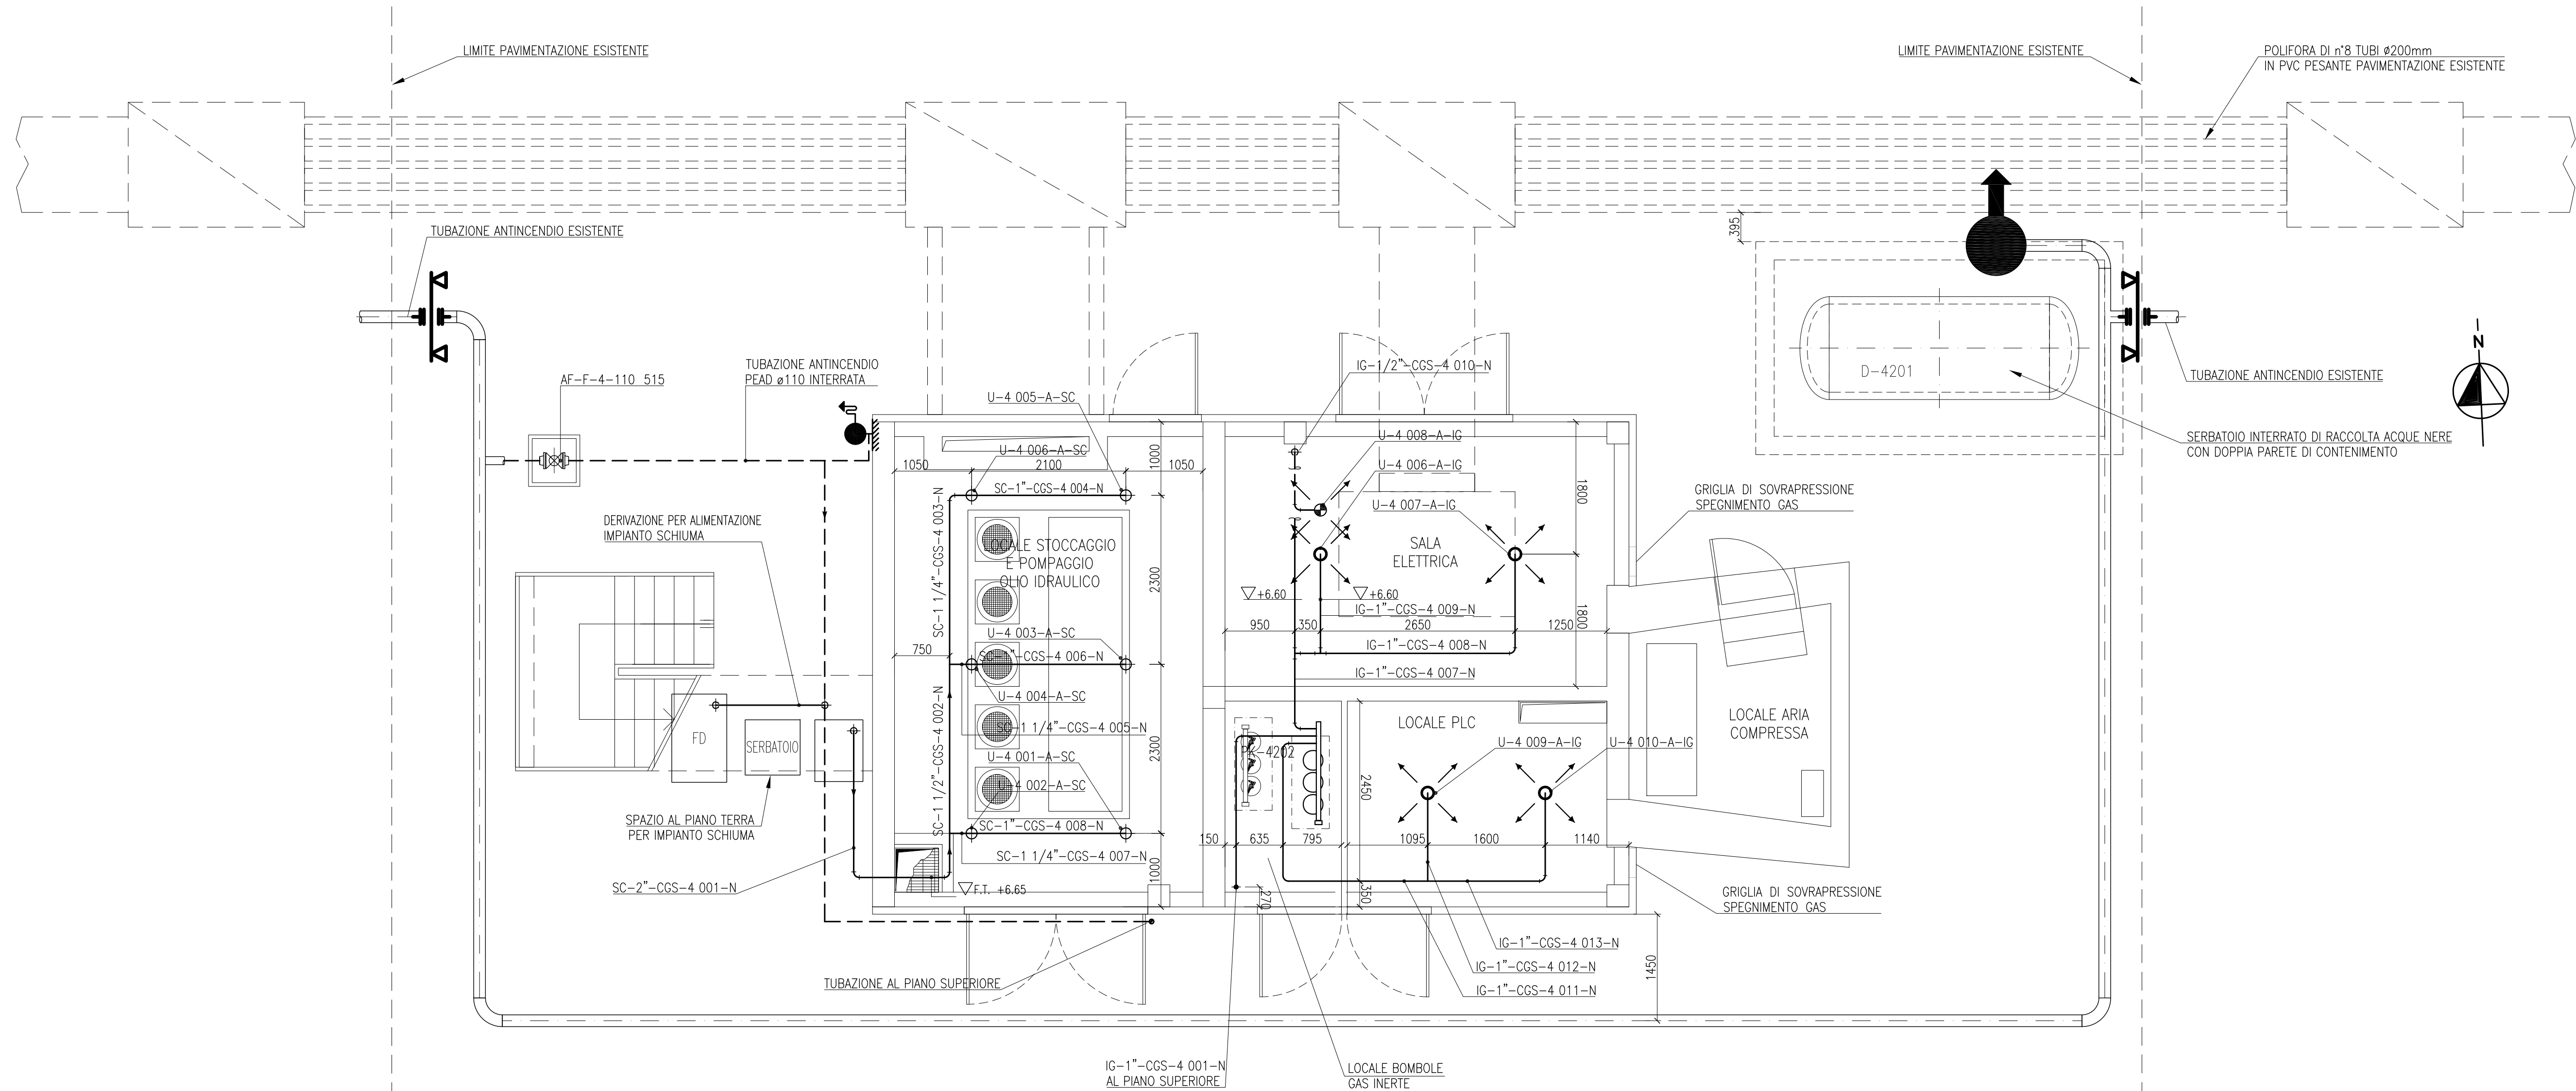 LIMITE PAVIMENTAZIONE ESISTENTE
LIMITE PAVIMENTAZIONE ESISTENTE
POLIFORA DI n°8 TUBI ø200mm
IN PVC PESANTE PAVIMENTAZIONE ESISTENTE
TUBAZIONE ANTINCENDIO ESISTENTE
395
N
D-4201
TUBAZIONE ANTINCENDIO ESISTENTE
SERBATOIO INTERRATO DI RACCOLTA ACQUE NERE
CON DOPPIA PARETE DI CONTENIMENTO
AF-F-4-110 515
TUBAZIONE ANTINCENDIO
PEAD ø110 INTERRATA
U-4 005-A-SC
IG-1/2"-CGS-4 010-N
U-4 008-A-IG
U-4 006-A-SC
U-4 006-A-IG
1050
2100
1050
1000
SC-1"-CGS-4 004-N
U-4 007-A-IG
1800
GRIGLIA DI SOVRAPRESSIONE
SPEGNIMENTO GAS
DERIVAZIONE PER ALIMENTAZIONE
IMPIANTO SCHIUMA
SC-1 1/4"-CGS-4 003-N
LOCALE STOCCAGGIO
E POMPAGGIO
OLIO IDRAULICO
2300
SALA
ELETTRICA
+6.60
+6.60
IG-1"-CGS-4 009-N
1800
950
350
2650
1250
U-4 003-A-SC
750
SC-1"-CGS-4 006-N
IG-1"-CGS-4 008-N
IG-1"-CGS-4 007-N
U-4 004-A-SC
SC-1 1/2"-CGS-4 002-N
SC-1 1/4"-CGS-4 005-N
LOCALE PLC
LOCALE ARIA
COMPRESSA
FD
SERBATOIO
PK-4202
U-4 009-A-IG
U-4 010-A-IG
U-4 001-A-SC
2300
U-4 002-A-SC
2450
SPAZIO AL PIANO TERRA
PER IMPIANTO SCHIUMA
SC-1"-CGS-4 008-N
150
635
795
1095
1600
1140
SC-1 1/4"-CGS-4 007-N
1000
SC-2"-CGS-4 001-N
F.T. +6.65
270
350
GRIGLIA DI SOVRAPRESSIONE
SPEGNIMENTO GAS
IG-1"-CGS-4 013-N
IG-1"-CGS-4 012-N
IG-1"-CGS-4 011-N
1450
TUBAZIONE AL PIANO SUPERIORE
IG-1"-CGS-4 001-N
AL PIANO SUPERIORE
LOCALE BOMBOLE
GAS INERTE